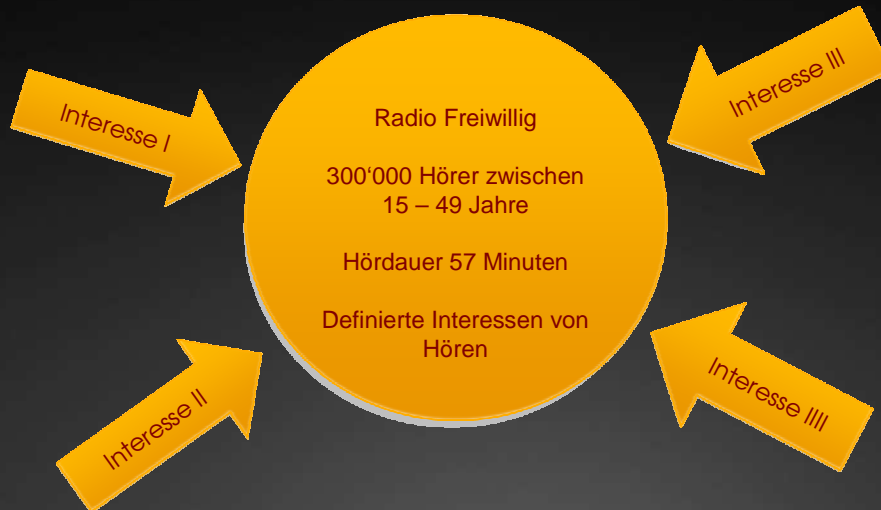 Interesse I
Interesse III
Radio Freiwillig
300‘000 Hörer zwischen
15 – 49 Jahre
Hördauer 57 Minuten
Definierte Interessen von
Hören
Interesse II
Interesse IIII